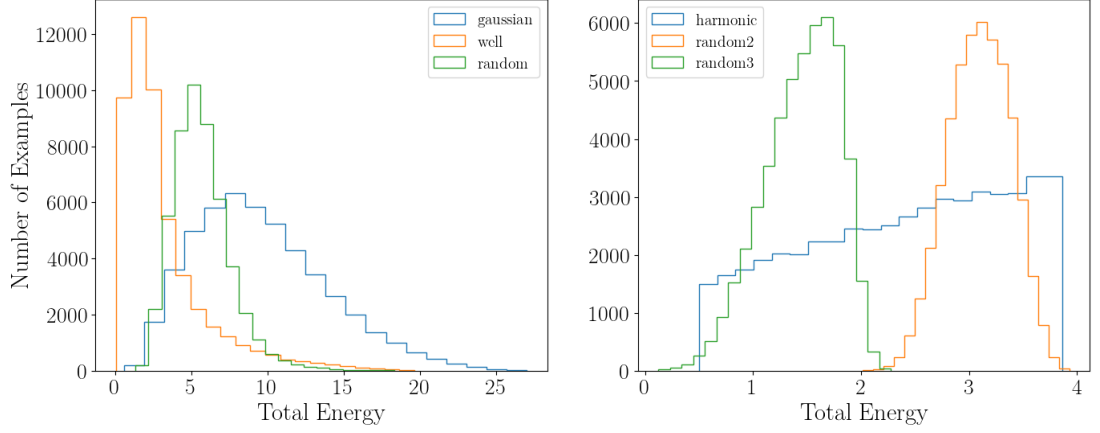 Number of Examples
12000
10000
8000
6000
4000
2000
0
gaussian
well
random
0 5 10 15 20 25
Total Energy
6000
5000
4000
3000
2000
1000
0
harmonic
random2
random3
0 1 2 3 4
Total Energy